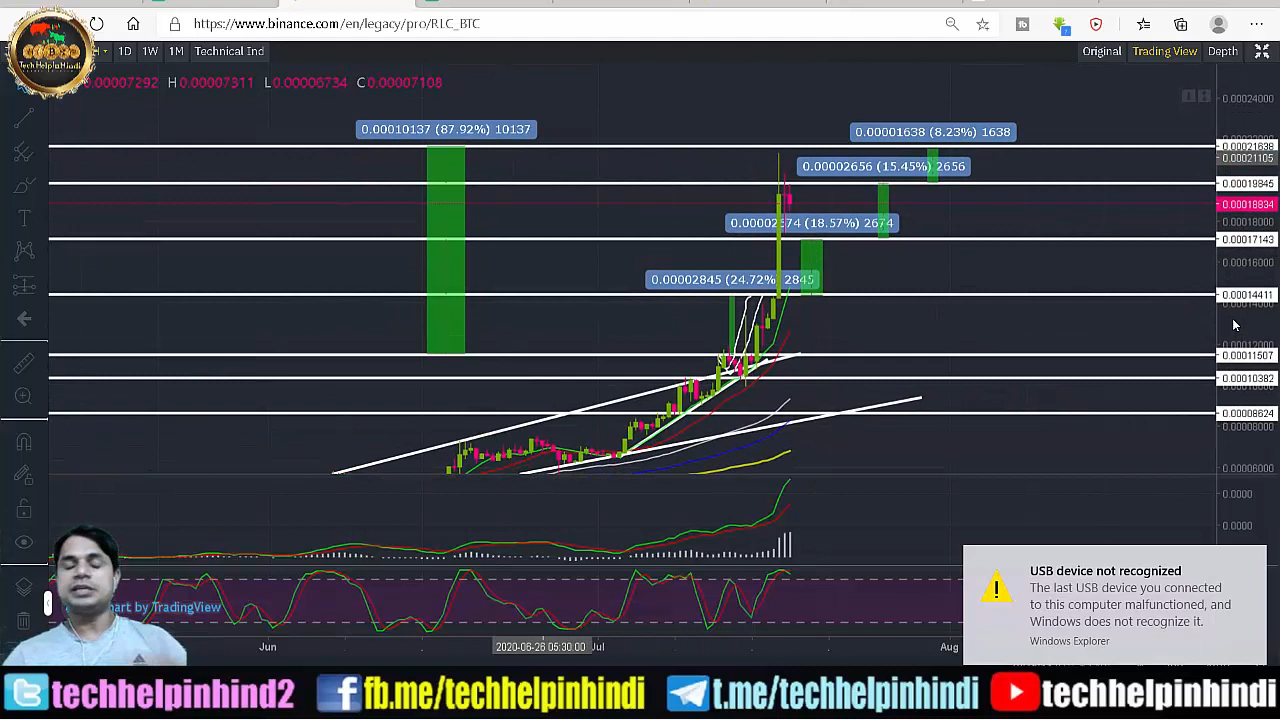 https://www.binance.com/en/legacy/pro/RLC_BTC
1D 1W 1M Technical Ind
Original Trading View Depth
TechHelpinHindi
0.00007292 H 0.00007311 L 0.00006734 C 0.00007108
0.00024000
0.00010137 (87.92%) 10137
0.00001638 (8.23%) 1638
0.00021638
0.00021105
0.00002656 (15.45%) 2656
0.00019845
0.00018834
0.00018000
0.00002674 (18.57%) 2674
0.00017143
0.00016000
0.00002845 (24.72%) 2845
0.00014411
0.00011507
0.00010382
0.00008624
0.00008000
0.00006000
0.0000
0.0000
USB device not recognized
The last USB device you connected
to this computer malfunctioned, and
Windows does not recognize it.
Windows Explorer
Chart by TradingView
Jun 2020-06-26 05:30:00 Jul Aug
techhelpinhind2 fb.me/techhelpinhindi t.me/techhelpinhindi techhelpinhindi